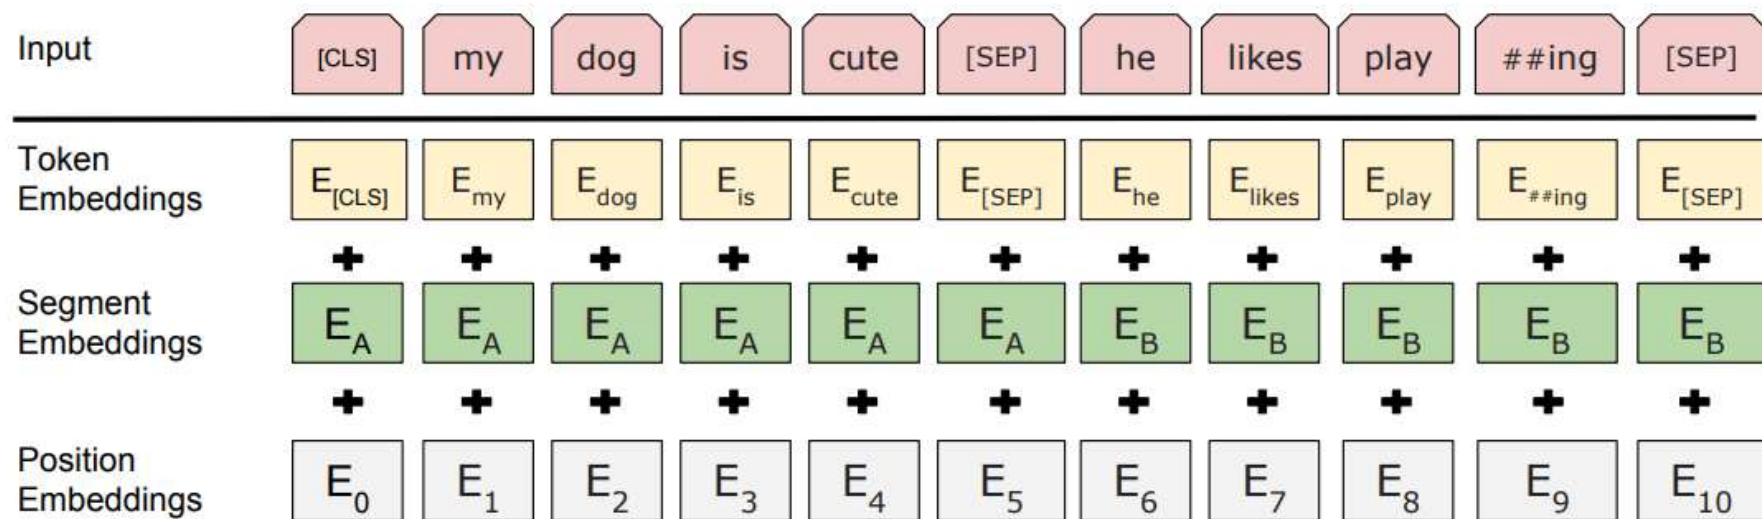 Input [CLS] my dog is cute [SEP] he likes play ##ing [SEP]
Token
Embeddings E[CLS] Emy Edog Eis Ecute E[SEP] Ehe Elikes Eplay E##ing E[SEP]
+ + + + + + + + + + +
Segment
Embeddings EA EA EA EA EA EA EB EB EB EB EB
+ + + + + + + + + + +
Position
Embeddings E0 E1 E2 E3 E4 E5 E6 E7 E8 E9 E10